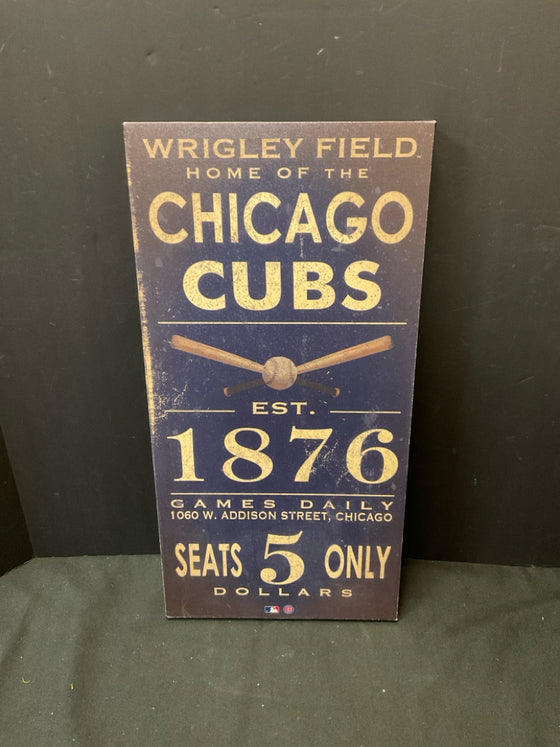 WRIGLEY FIELD
HOME OF THE
CHICAGO
CUBS
EST.
1876
GAMES DAILY
1060 W. ADDISON STREET, CHICAGO
SEATS 5 ONLY
DOLLARS